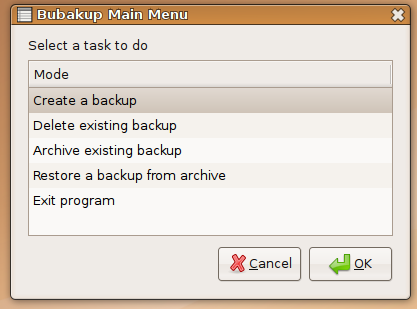 Bubakup Main Menu
Select a task to do
Mode
Create a backup
Delete existing backup
Archive existing backup
Restore a backup from archive
Exit program
Cancel OK